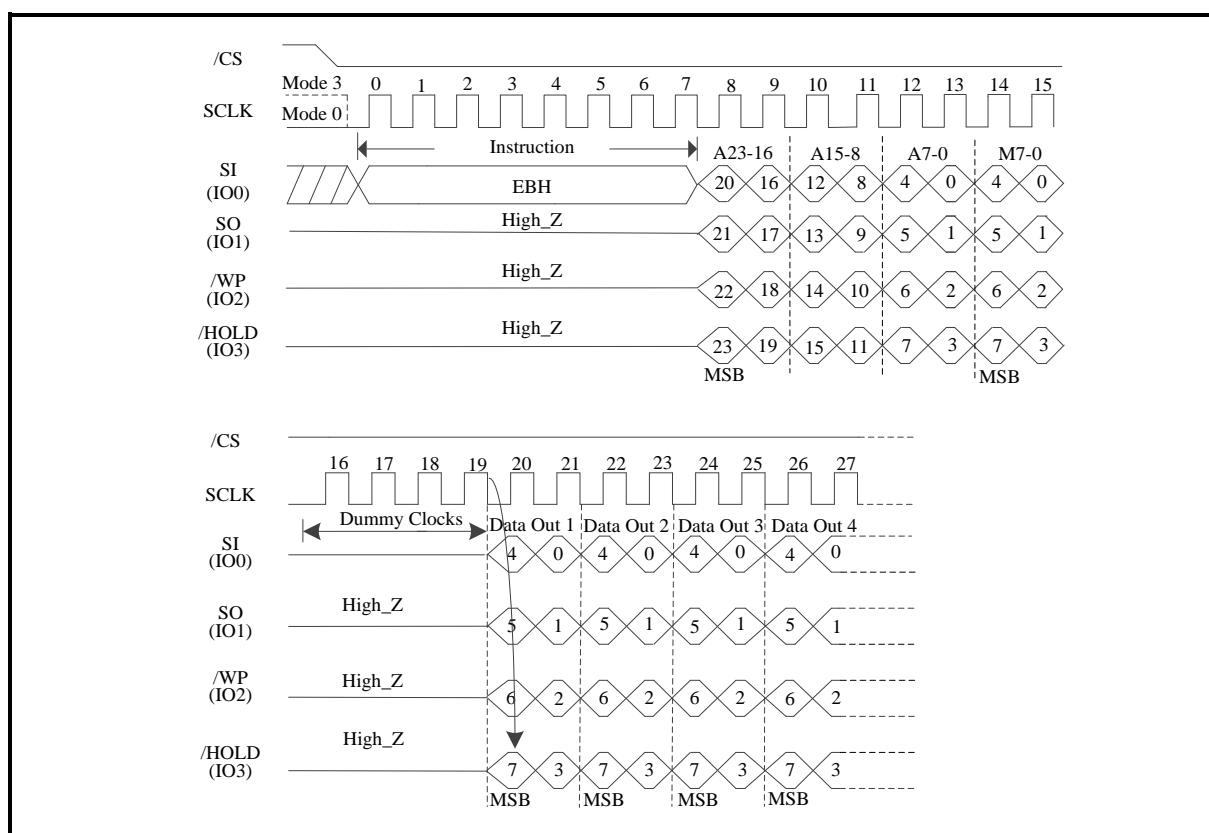 /CS
Mode 3 0 1 2 3 4 5 6 7 8 9 10 11 12 13 14 15
SCLK Mode 0
Instruction A23-16 A15-8 A7-0 M7-0
SI
(IO0) EBH 20 16 12 8 4 0 4 0
SO
(IO1) High_Z 21 17 13 9 5 1 5 1
/WP
(IO2) High_Z 22 18 14 10 6 2 6 2
/HOLD
(IO3) High_Z 23 19 15 11 7 3 7 3
MSB MSB
/CS
16 17 18 19 20 21 22 23 24 25 26 27
SCLK
Dummy Clocks Data Out 1 Data Out 2 Data Out 3 Data Out 4
SI
(IO0) 4 0 4 0 4 0 4 0
SO
(IO1) High_Z 5 1 5 1 5 1 5 1
/WP
(IO2) High_Z 6 2 6 2 6 2 6 2
/HOLD
(IO3) High_Z 7 3 7 3 7 3 7 3
MSB MSB MSB MSB